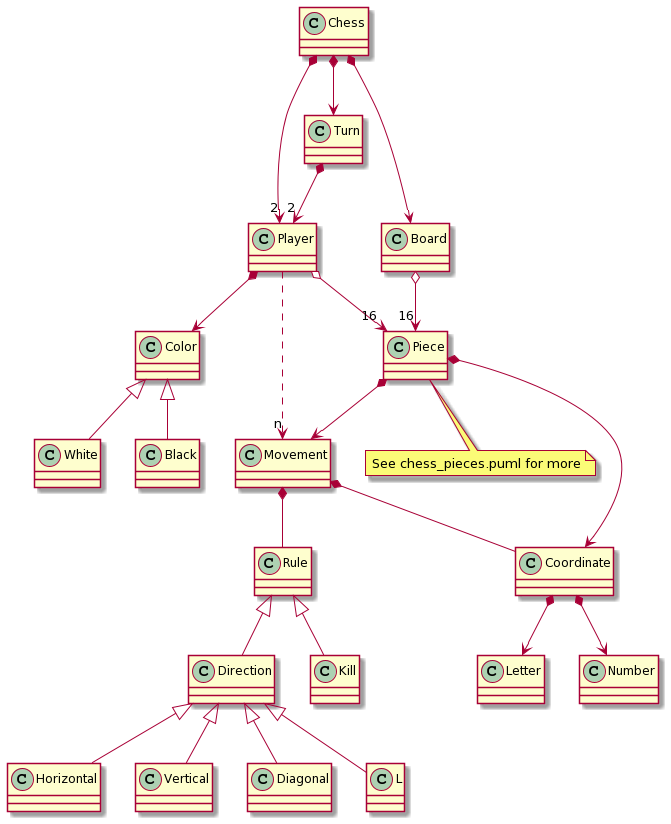 C Chess
C Turn
2 2
C Player
C Board
16 16
C Color
C Piece
n
C White
C Black
C Movement
See chess_pieces.puml for more
C Rule
C Coordinate
C Direction
C Kill
C Letter
C Number
C Horizontal
C Vertical
C Diagonal
C L